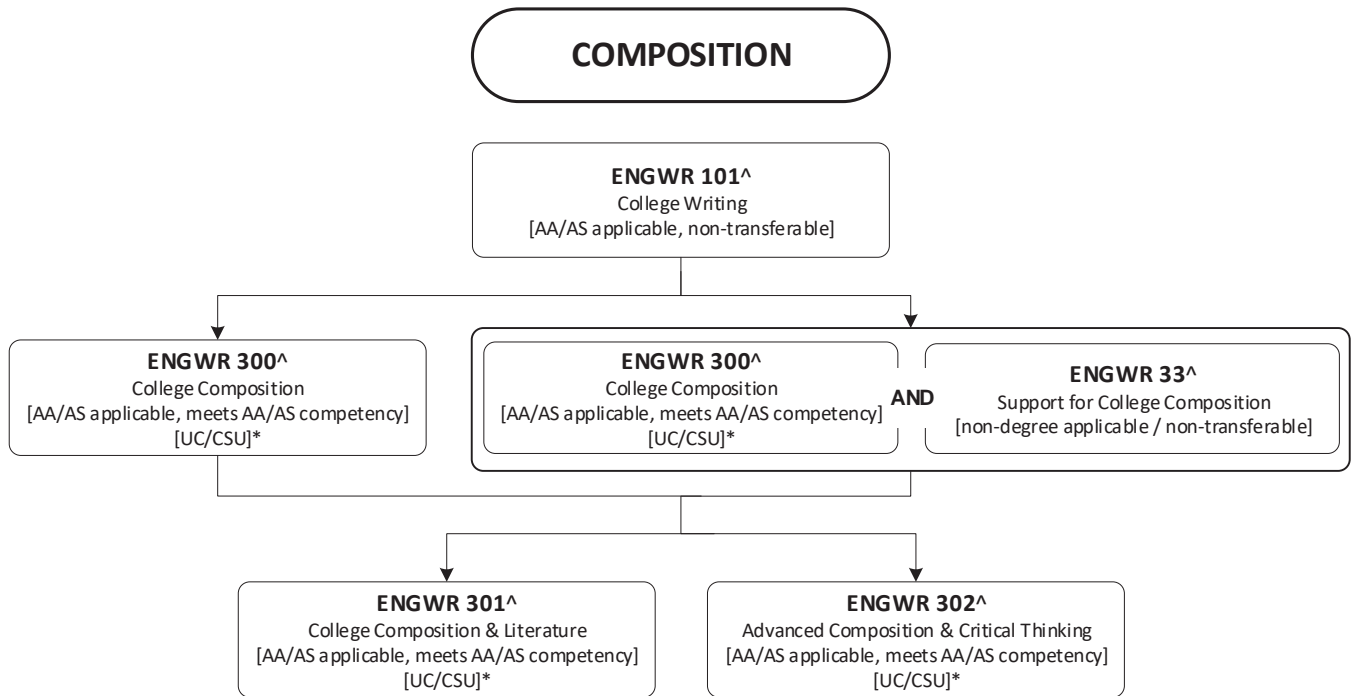 COMPOSITION
ENGWR 101^
College Writing
[AA/AS applicable, non-transferable]
ENGWR 300^
College Composition
[AA/AS applicable, meets AA/AS competency]
[UC/CSU]*
ENGWR 300^
College Composition
[AA/AS applicable, meets AA/AS competency]
[UC/CSU]*
AND
ENGWR 33^
Support for College Composition
[non-degree applicable / non-transferable]
ENGWR 301^
College Composition & Literature
[AA/AS applicable, meets AA/AS competency]
[UC/CSU]*
ENGWR 302^
Advanced Composition & Critical Thinking
[AA/AS applicable, meets AA/AS competency]
[UC/CSU]*